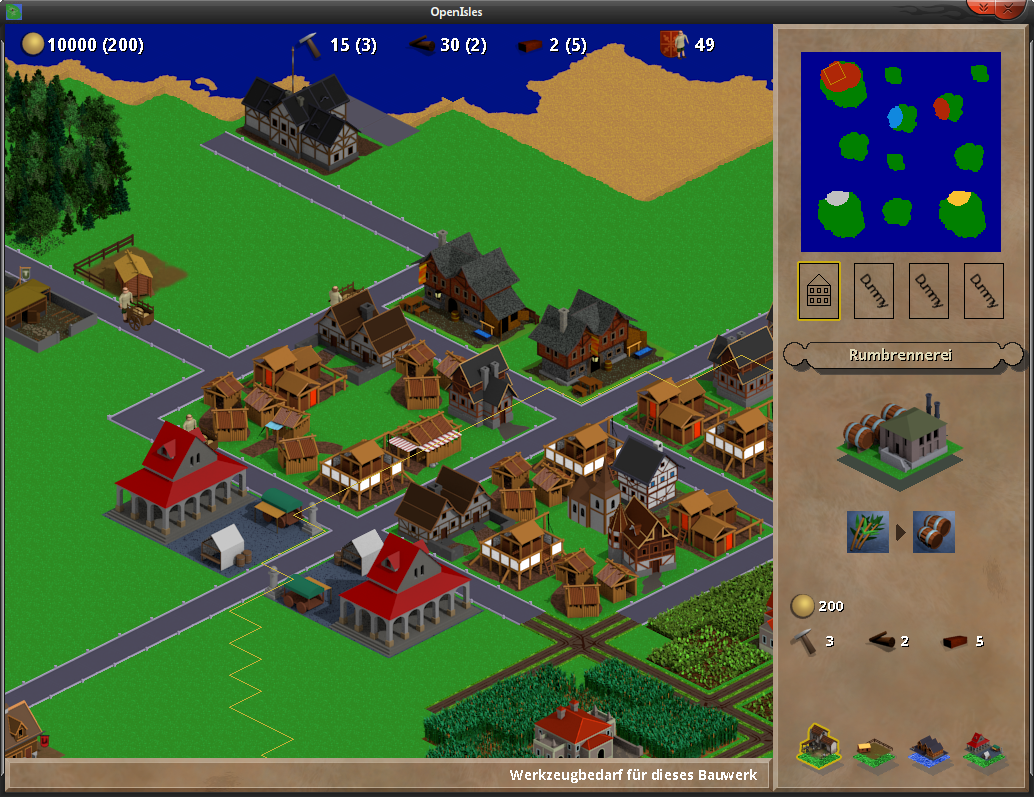 OpenIsles
10000 (200) 15 (3) 30 (2) 2 (5) 49
Dummy Dummy Dummy
Rumbrennerei
200
3 2 5
Werkzeugbedarf für dieses Bauwerk